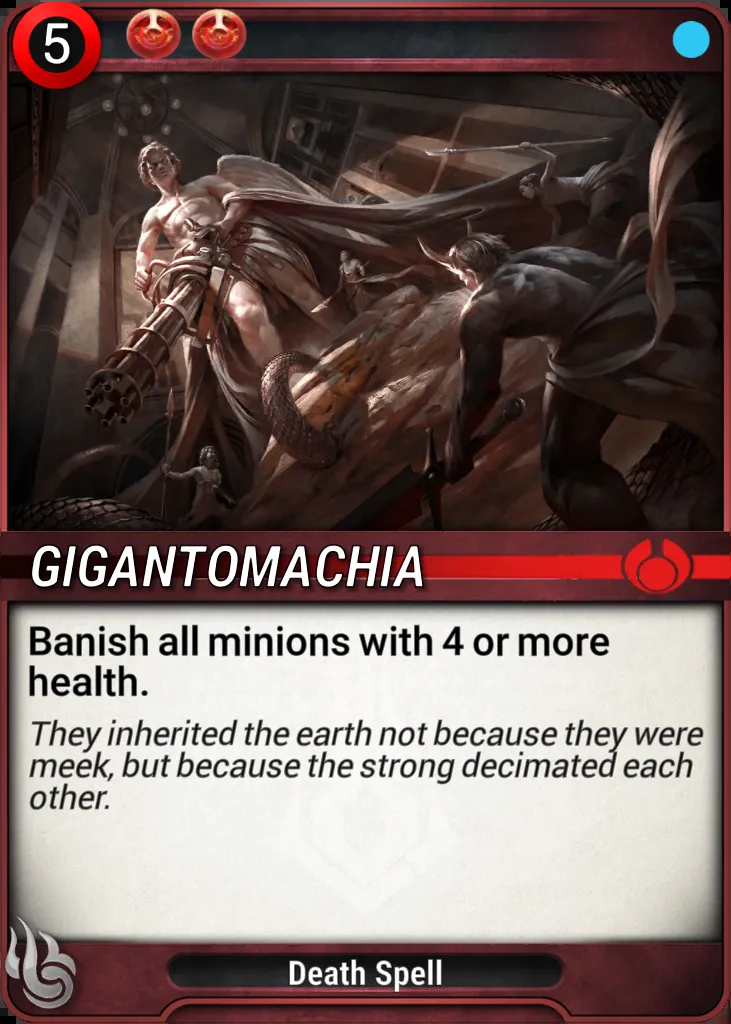 5
GIGANTOMACHIA
Banish all minions with 4 or more
health.
They inherited the earth not because they were
meek, but because the strong decimated each
other.
Death Spell